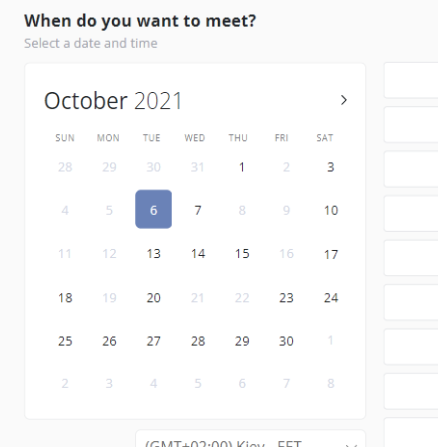 When do you want to meet?
Select a date and time
October 2021
SUN MON TUE WED THU FRI SAT
28 29 30 31 1 2 3
4 5 6 7 8 9 10
11 12 13 14 15 16 17
18 19 20 21 22 23 24
25 26 27 28 29 30 1
2 3 4 5 6 7 8
(GMT+02:00) Kiev - EET